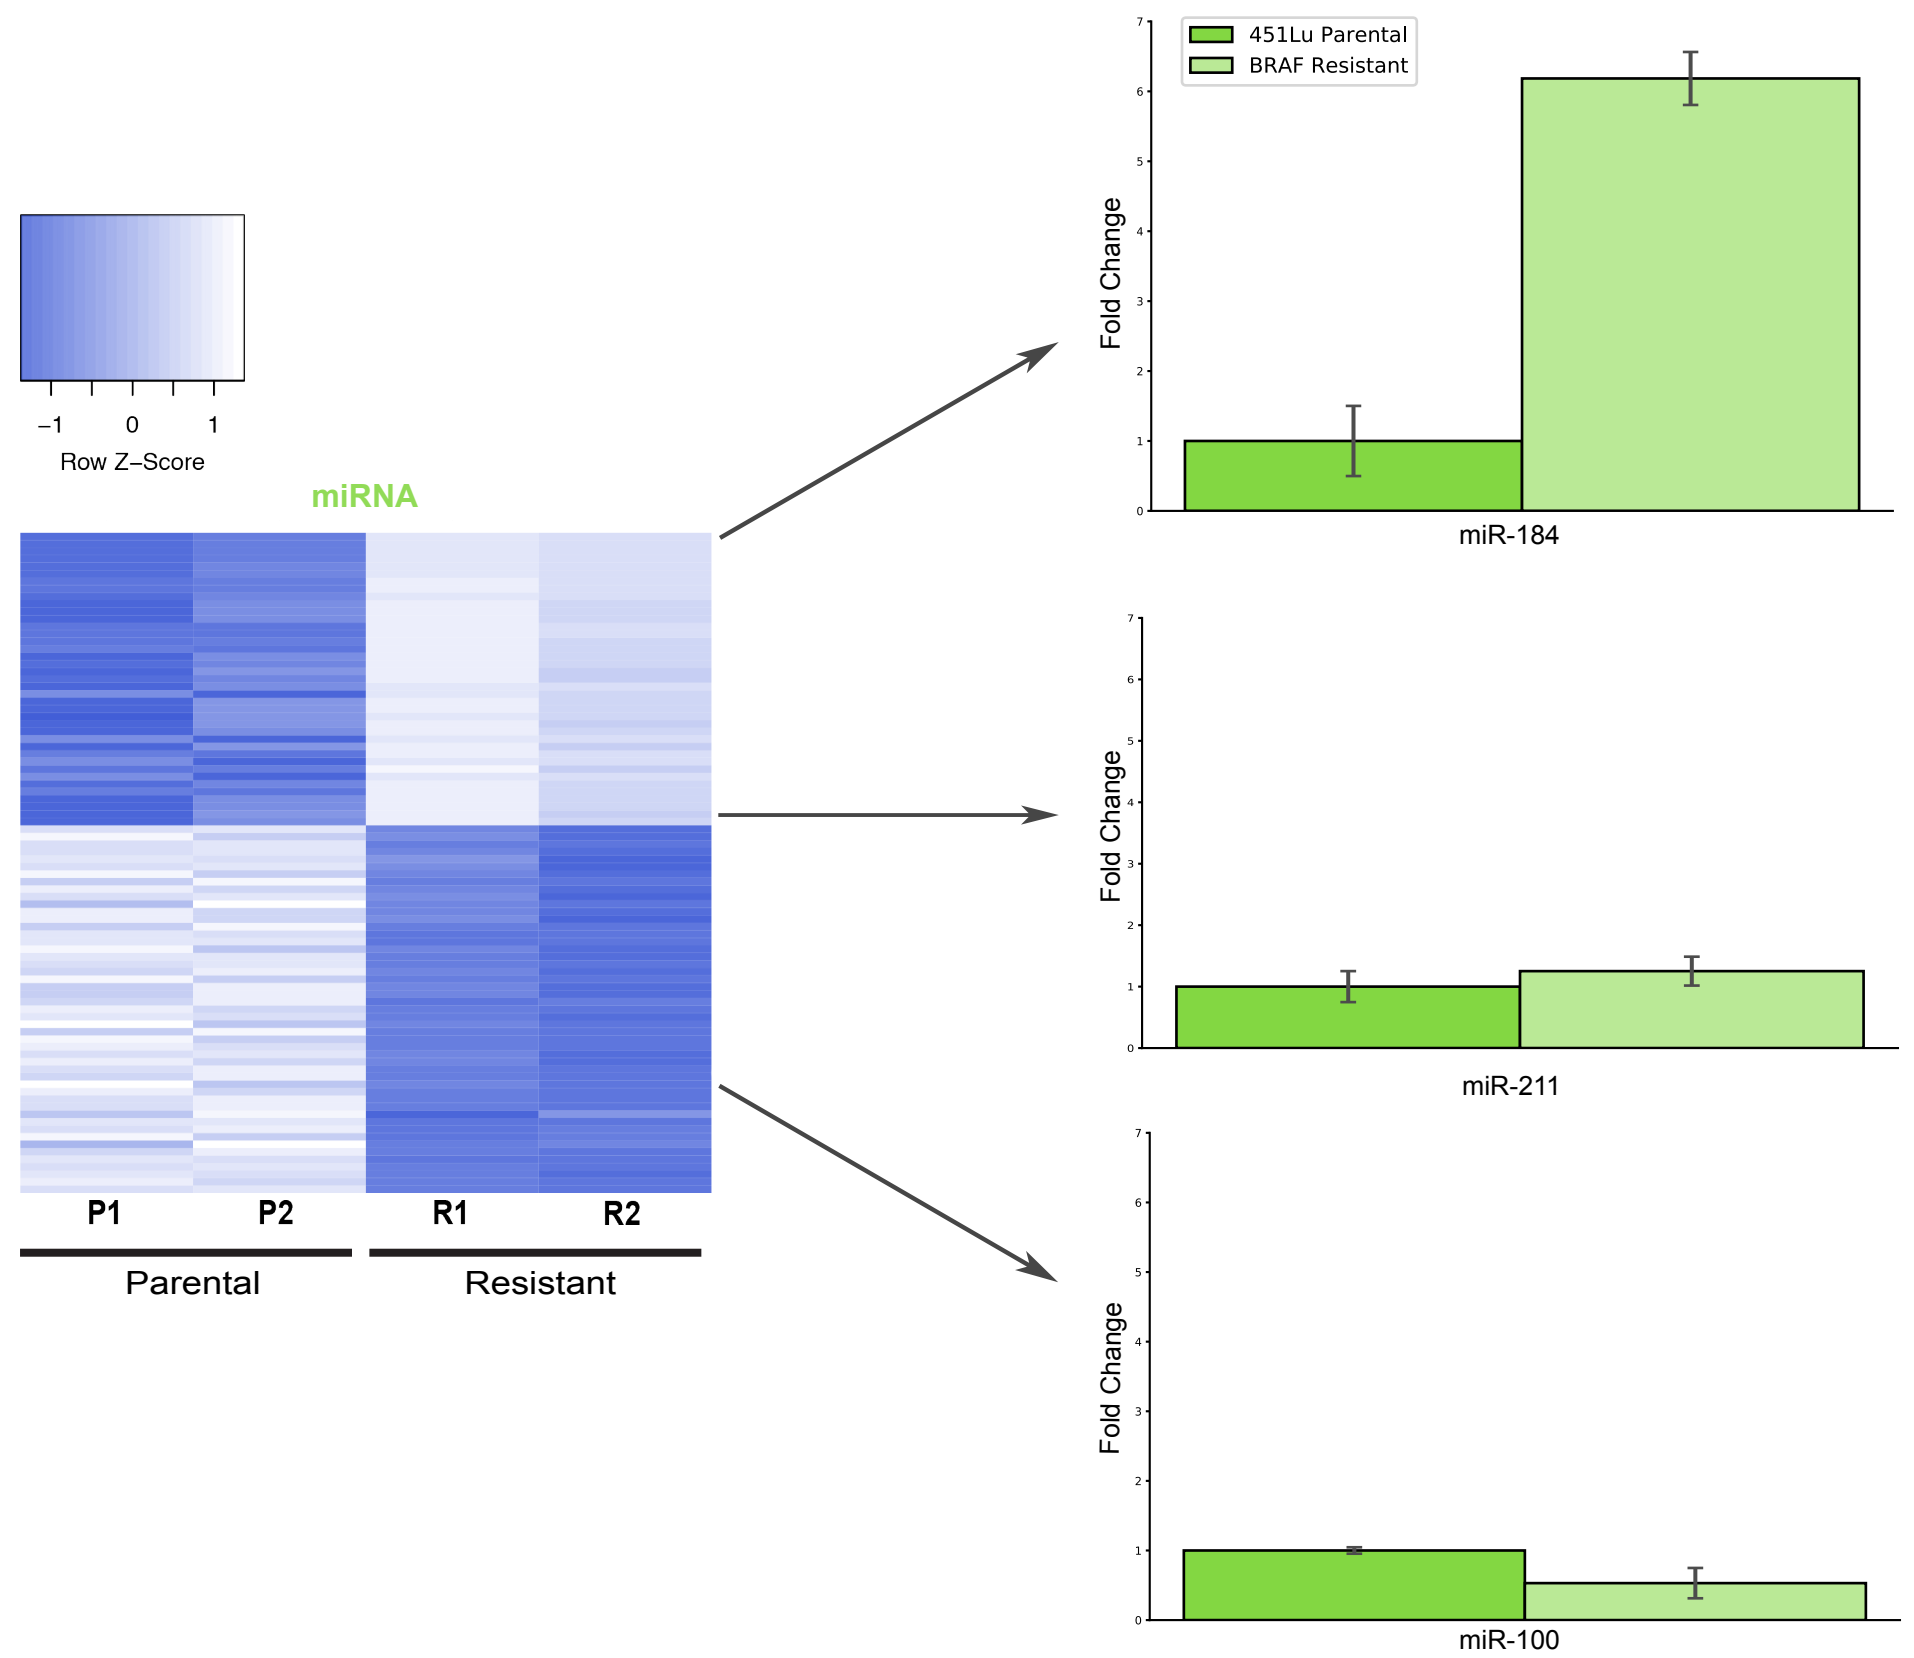 −1 0 1
Row Z−Score
miRNA
P1 P2 R1 R2
Parental Resistant
451Lu Parental
BRAF Resistant
7
6
5
4
3
2
1
0
Fold Change
miR-184
7
6
5
4
3
2
1
0
Fold Change
miR-211
7
6
5
4
3
2
1
0
Fold Change
miR-100